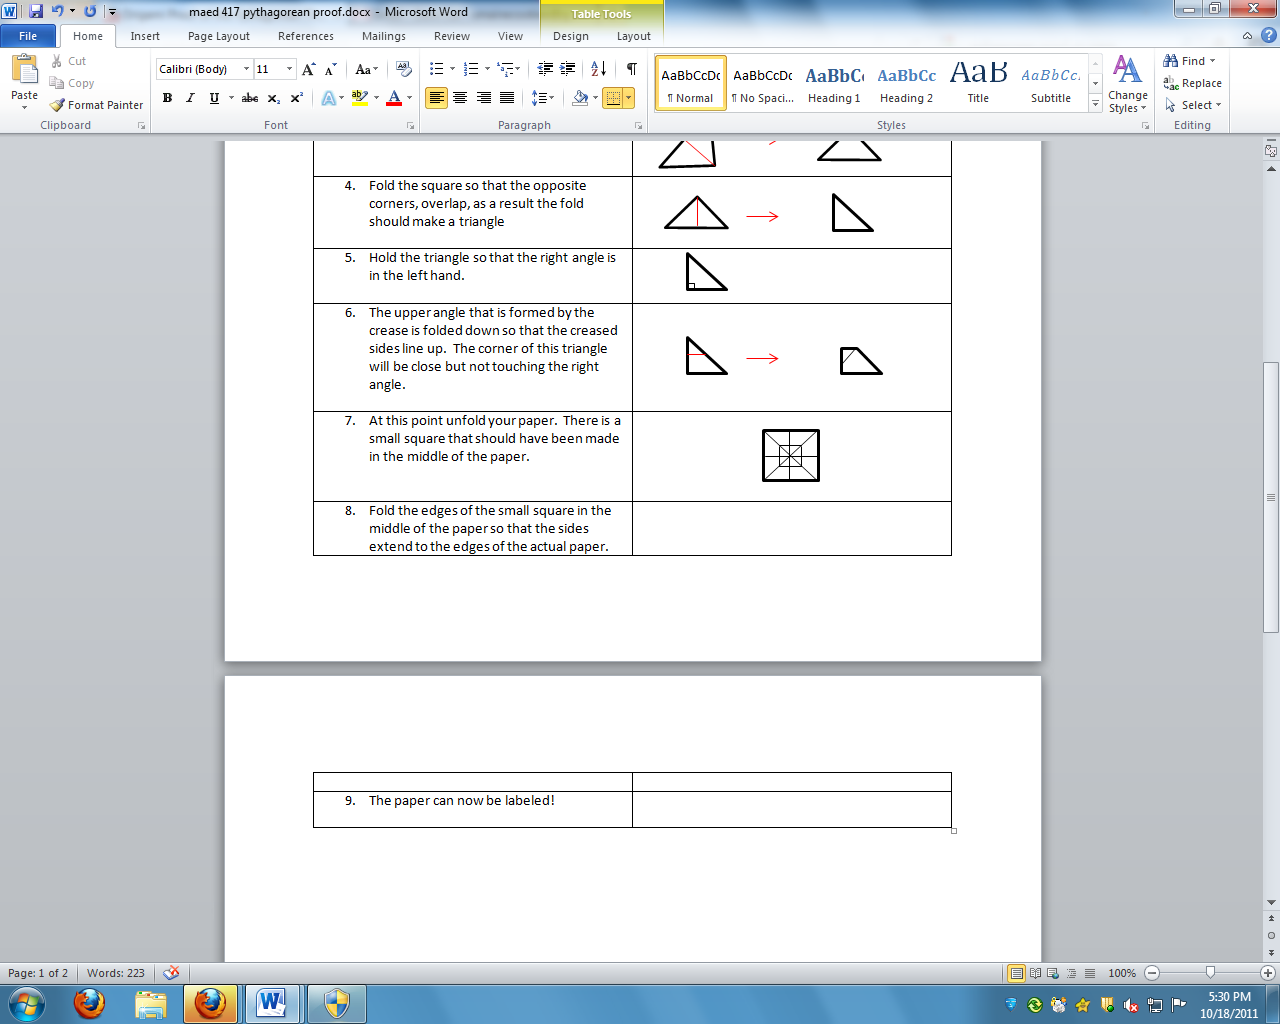 maed 417 pythagorean proof.docx - Microsoft Word
Table Tools
File Home Insert Page Layout References Mailings Review View Design Layout
Paste
Cut
Copy
Format Painter
Clipboard
Calibri (Body) 11
Font
Paragraph
AaBbCcDc AaBbCcDc AaBbCc AaBbCc AaB AaBbCc.
¶ Normal ¶ No Spaci... Heading 1 Heading 2 Title Subtitle
Styles
Change Styles
Find
Replace
Select
Editing
4. Fold the square so that the opposite
corners, overlap, as a result the fold
should make a triangle
5. Hold the triangle so that the right angle is
in the left hand.
6. The upper angle that is formed by the
crease is folded down so that the creased
sides line up.  The corner of this triangle
will be close but not touching the right
angle.
7. At this point unfold your paper.  There is a
small square that should have been made
in the middle of the paper.
8. Fold the edges of the small square in the
middle of the paper so that the sides
extend to the edges of the actual paper.
9. The paper can now be labeled!
Page: 1 of 2 Words: 223 100%
5:30 PM
10/18/2011